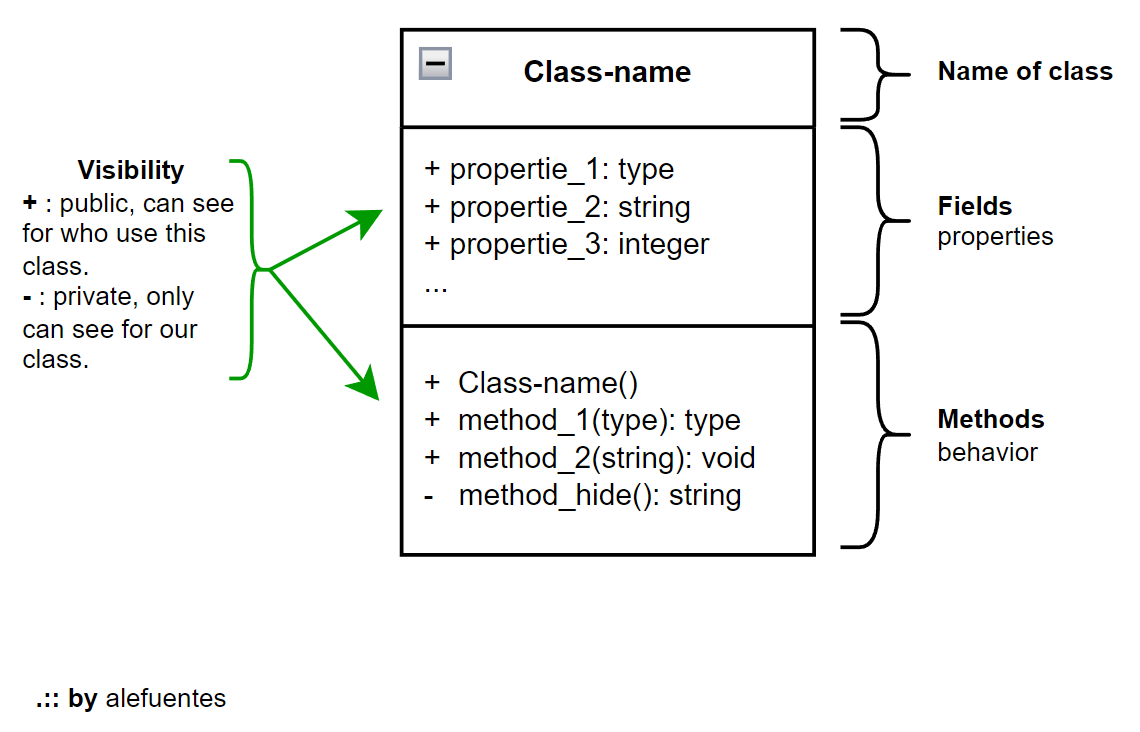 Class-name
Name of class
Visibility
+ : public, can see
for who use this
class.
- : private, only
can see for our
class.
+ propertie_1: type
+ propertie_2: string
+ propertie_3: integer
...
Fields
properties
+ Class-name()
+ method_1(type): type
+ method_2(string): void
- method_hide(): string
Methods
behavior
.:: by alefuentes